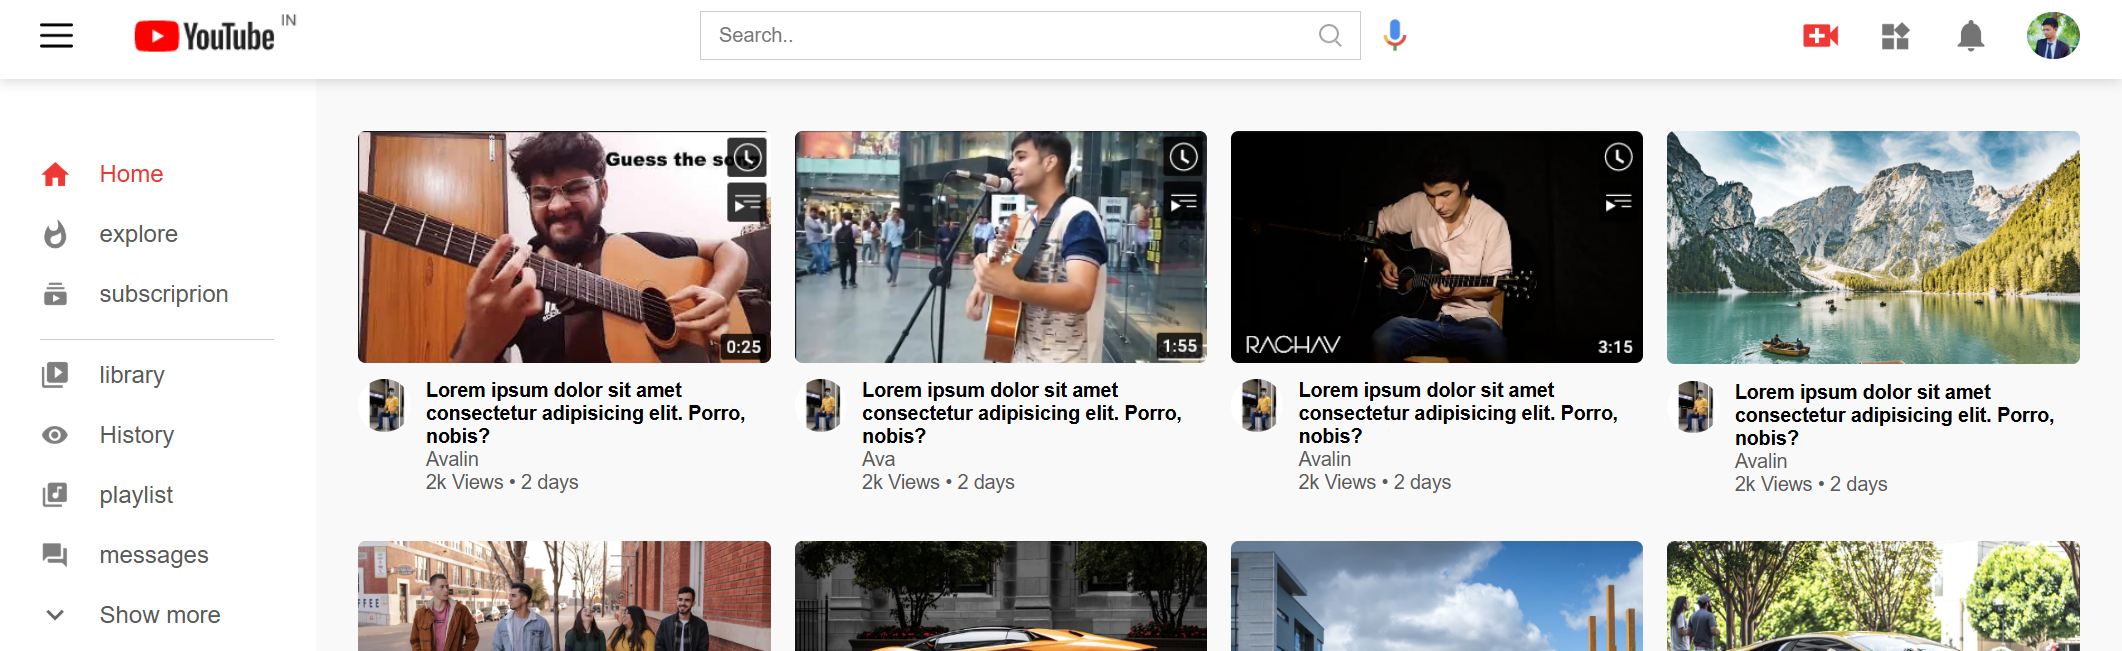 YouTube IN
Search..
Home
explore
subscriprion
library
History
playlist
messages
Show more
Guess the so
0:25
Lorem ipsum dolor sit amet
consectetur adipisicing elit. Porro,
nobis?
Avalin
2k Views • 2 days
1:55
Lorem ipsum dolor sit amet
consectetur adipisicing elit. Porro,
nobis?
Ava
2k Views • 2 days
RACHAV
3:15
Lorem ipsum dolor sit amet
consectetur adipisicing elit. Porro,
nobis?
Avalin
2k Views • 2 days
Lorem ipsum dolor sit amet
consectetur adipisicing elit. Porro,
nobis?
Avalin
2k Views • 2 days